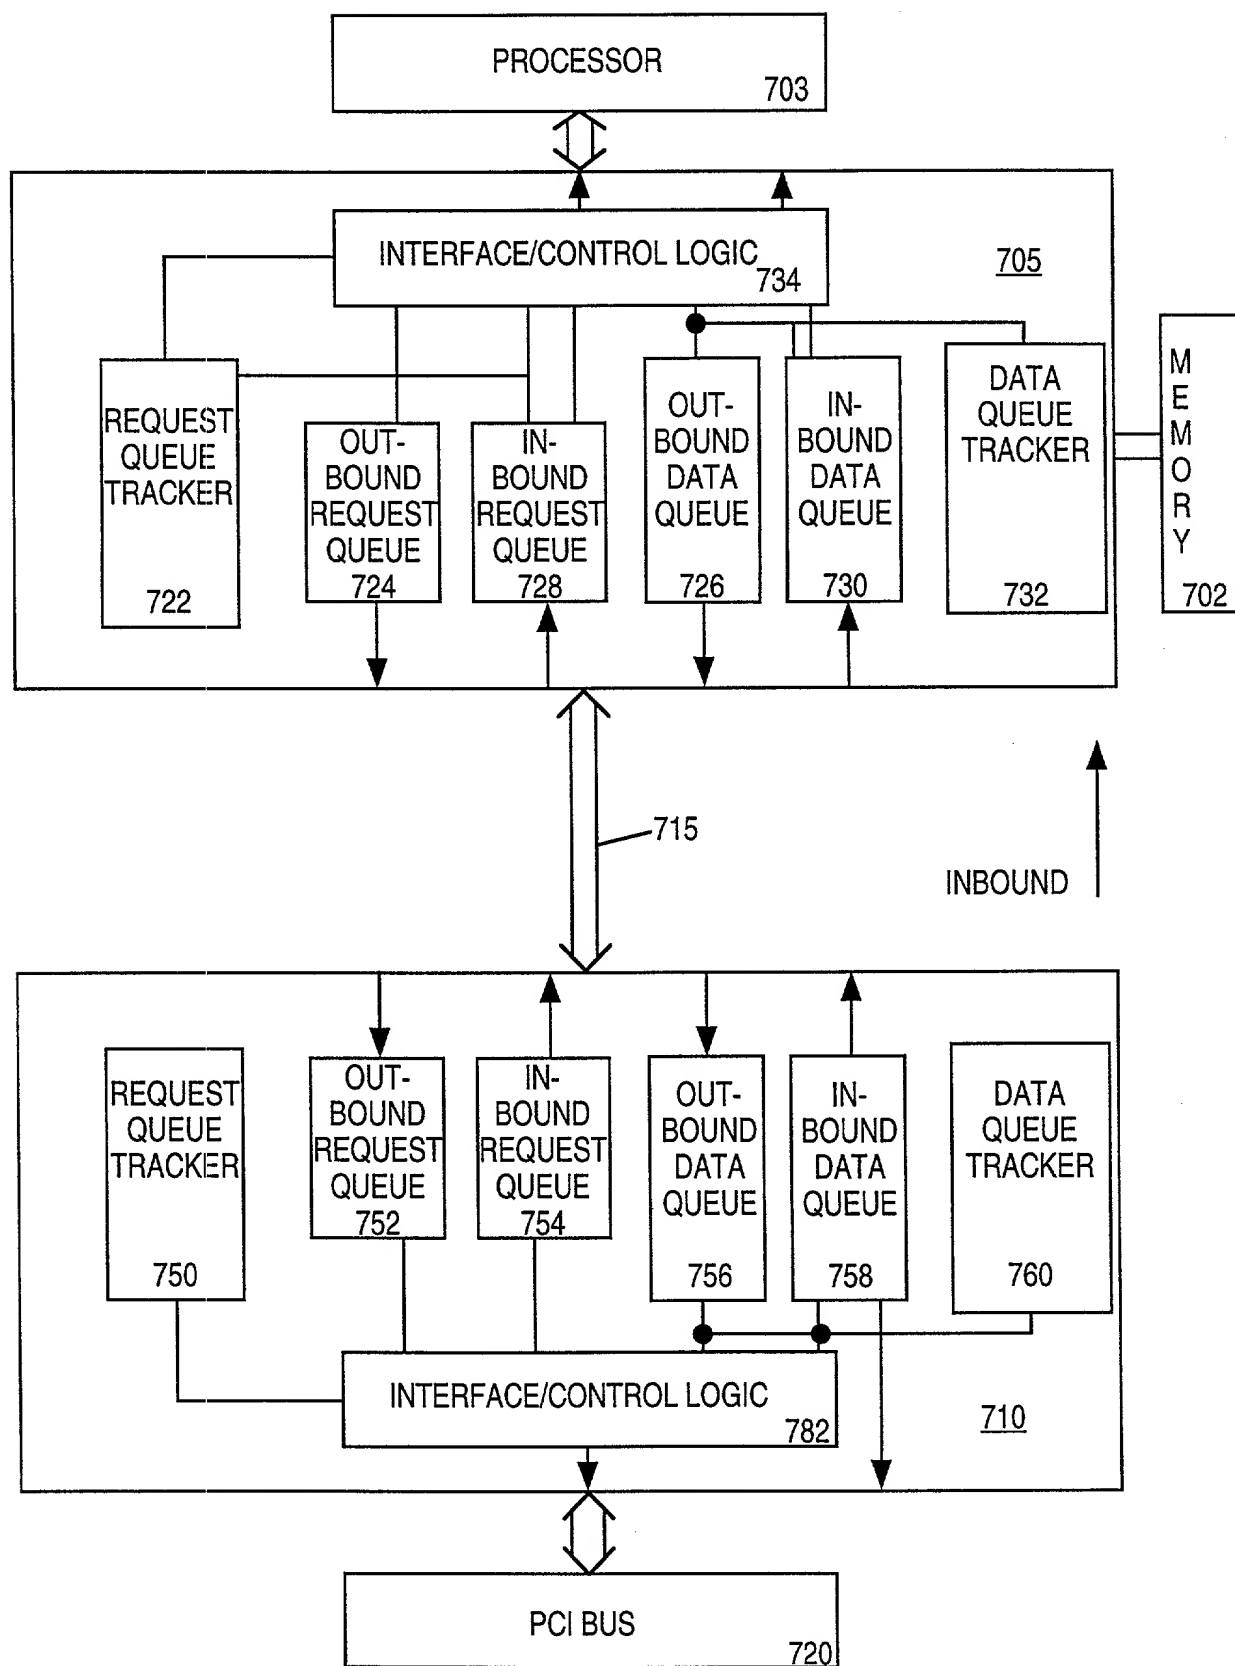 PROCESSOR
703
INTERFACE/CONTROL LOGIC
734
705
REQUEST
QUEUE
TRACKER
722
OUT-
BOUND
REQUEST
QUEUE
724
IN-
BOUND
REQUEST
QUEUE
728
OUT-
BOUND
DATA
QUEUE
726
IN-
BOUND
DATA
QUEUE
730
DATA
QUEUE
TRACKER
732
MEMORY
702
715
INBOUND
REQUEST
QUEUE
TRACKER
750
OUT-
BOUND
REQUEST
QUEUE
752
IN-
BOUND
REQUEST
QUEUE
754
OUT-
BOUND
DATA
QUEUE
756
IN-
BOUND
DATA
QUEUE
758
DATA
QUEUE
TRACKER
760
INTERFACE/CONTROL LOGIC
782
710
PCI BUS
720